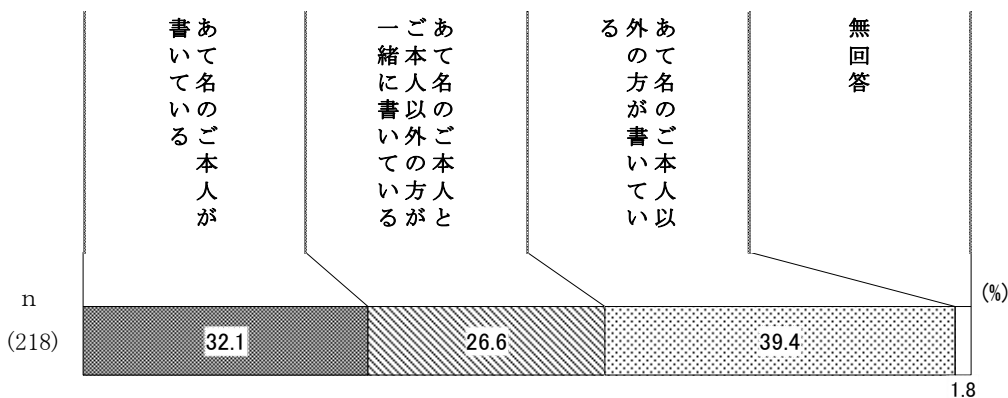 あて名のご本人が
書いている
あて名のご本人と
ご本人以外の方が
一緒に書いている
あて名のご本人以
外の方が書いてい
る
無回答
(%)
n
(218)
32.1
26.6
39.4
1.8